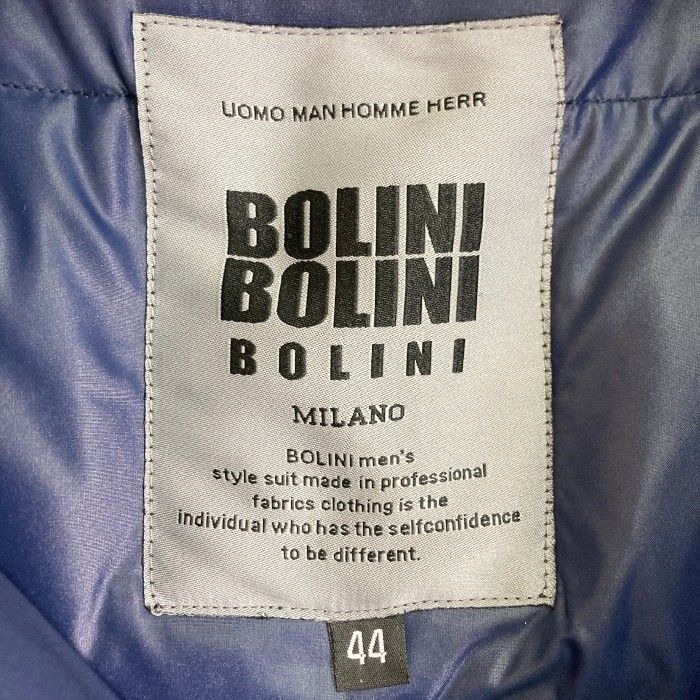 UOMO MAN HOMME HERR
BOLINI
BOLINI
BOLINI
MILANO
BOLINI men's
style suit made in professional
fabrics clothing is the
individual who has the selfconfidence
to be different.
44